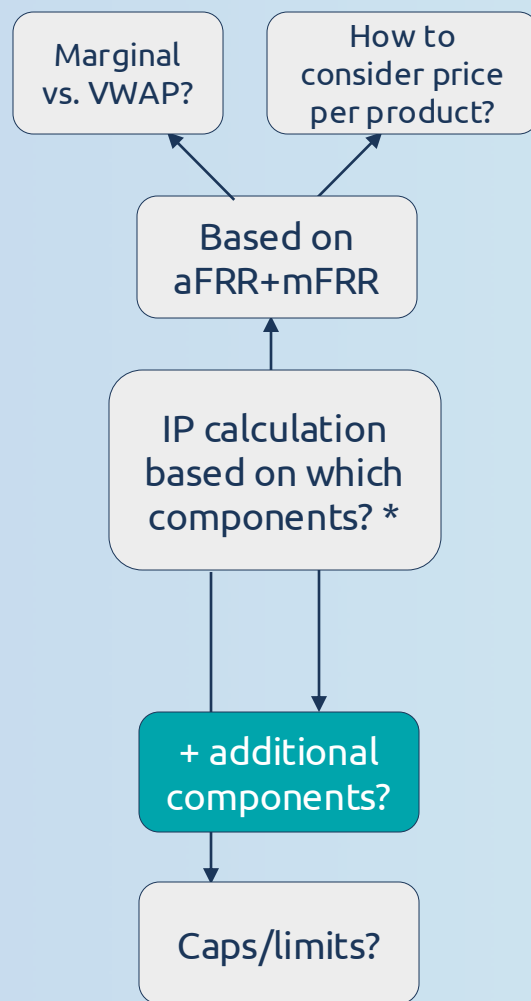 Marginal
vs. VWAP?
How to
consider price
per product?
Based on
aFRR+mFRR
IP calculation
based on which
components? *
+ additional
components?
Caps/limits?